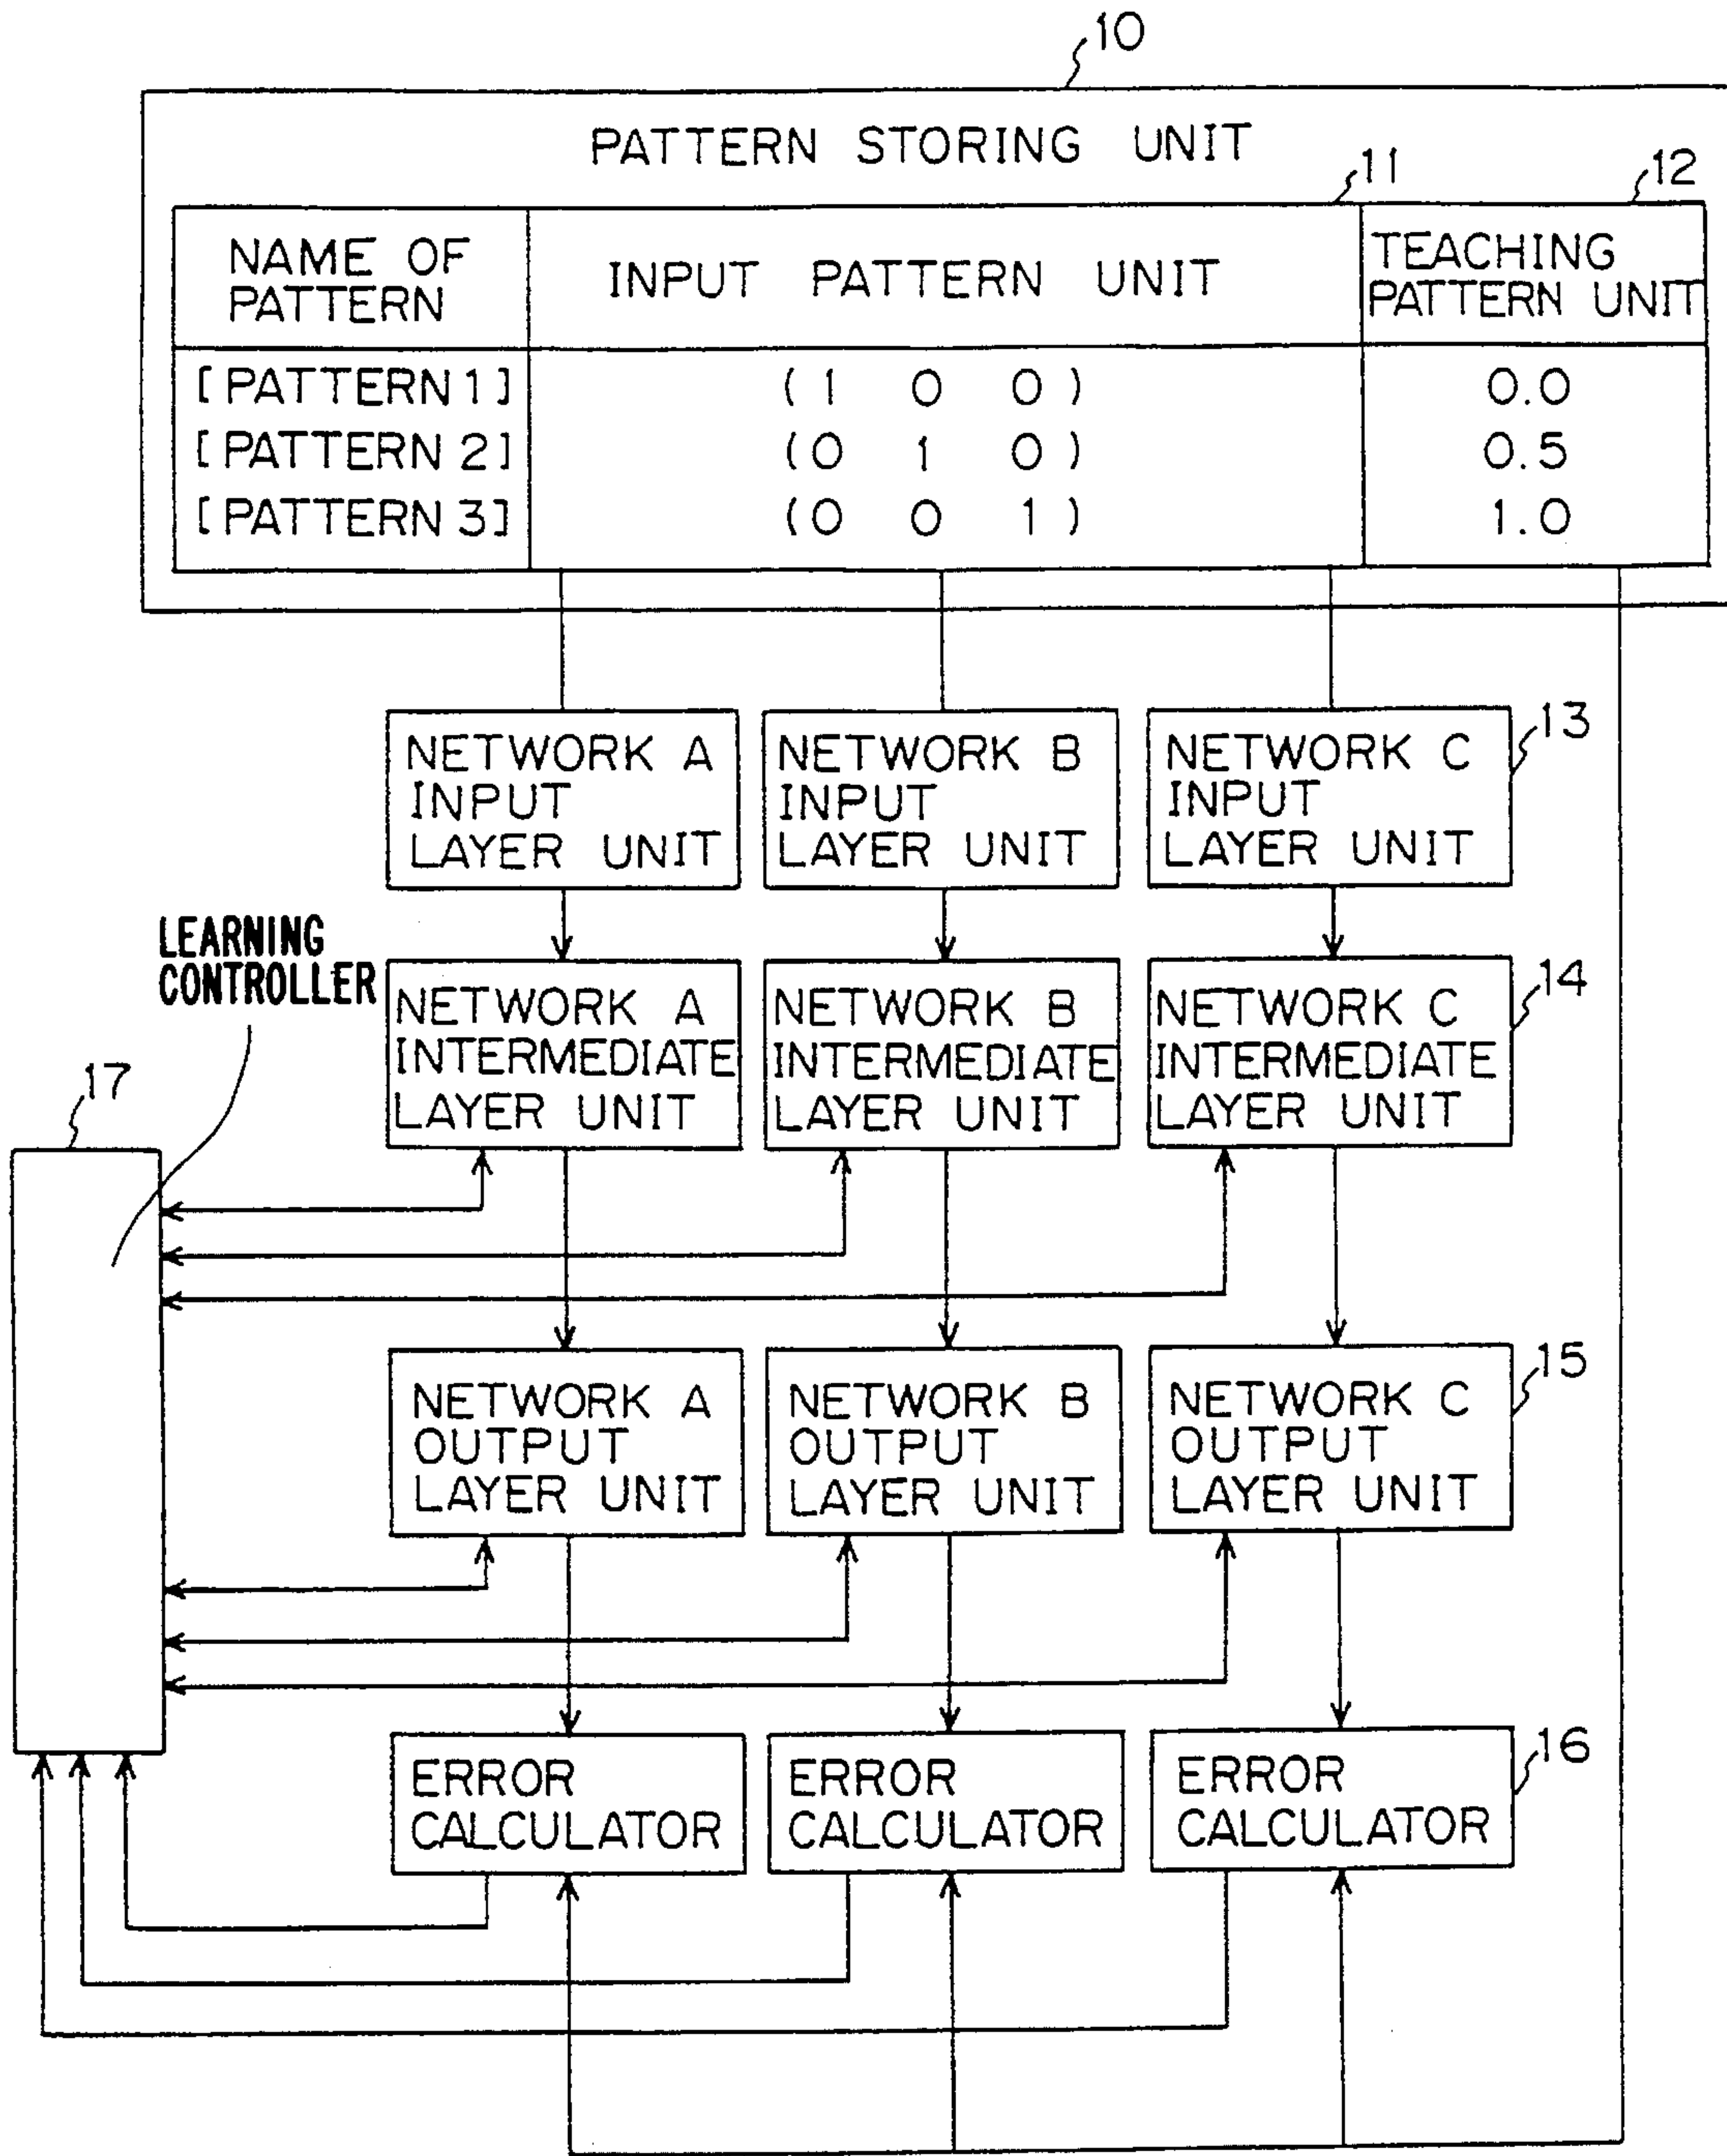 10
PATTERN STORING UNIT
11
12
NAME OF
PATTERN
INPUT PATTERN UNIT
TEACHING
PATTERN UNIT
[PATTERN 1] (1 0 0) 0.0
[PATTERN 2] (0 1 0) 0.5
[PATTERN 3] (0 0 1) 1.0
NETWORK A
INPUT
LAYER UNIT
NETWORK B
INPUT
LAYER UNIT
NETWORK C
INPUT
LAYER UNIT
13
LEARNING
CONTROLLER
17
NETWORK A
INTERMEDIATE
LAYER UNIT
NETWORK B
INTERMEDIATE
LAYER UNIT
NETWORK C
INTERMEDIATE
LAYER UNIT
14
NETWORK A
OUTPUT
LAYER UNIT
NETWORK B
OUTPUT
LAYER UNIT
NETWORK C
OUTPUT
LAYER UNIT
15
ERROR
CALCULATOR
ERROR
CALCULATOR
ERROR
CALCULATOR
16